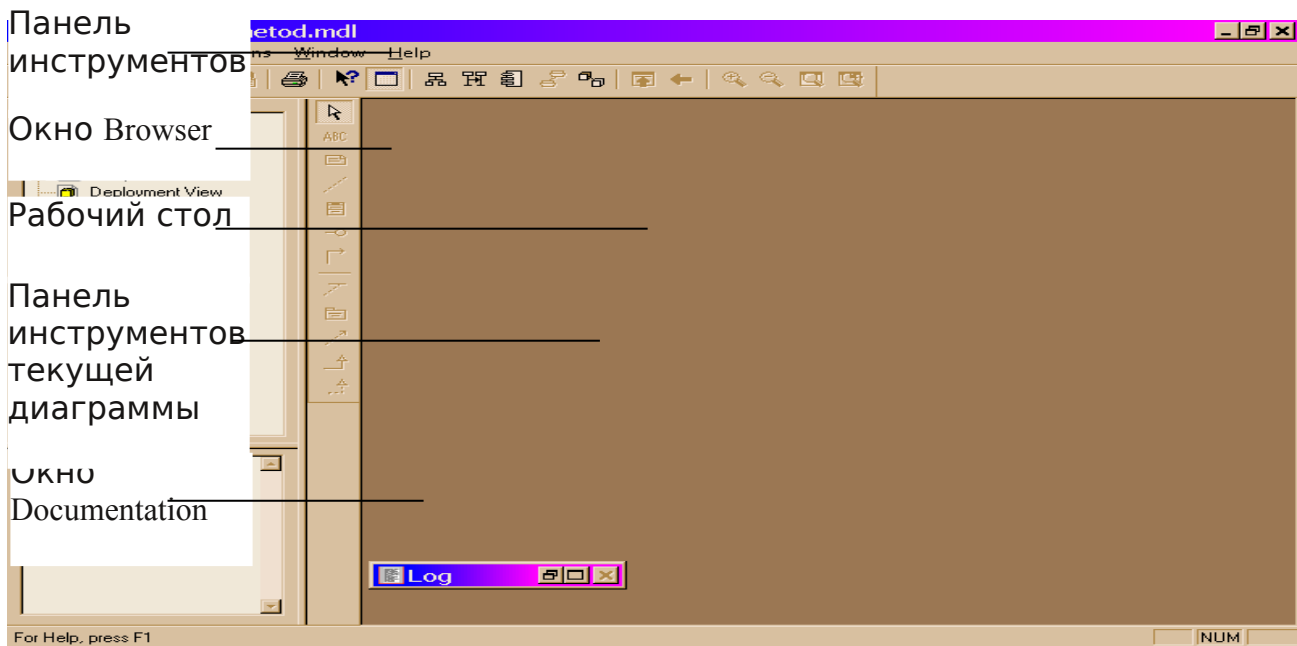 Панель
инструментов
Окно Browser
Рабочий стол
Панель
инструментов
текущей
диаграммы
Окно
Documentation
etod.mdl
ns Window Help
ABC
Deployment View
Log
For Help, press F1
NUM